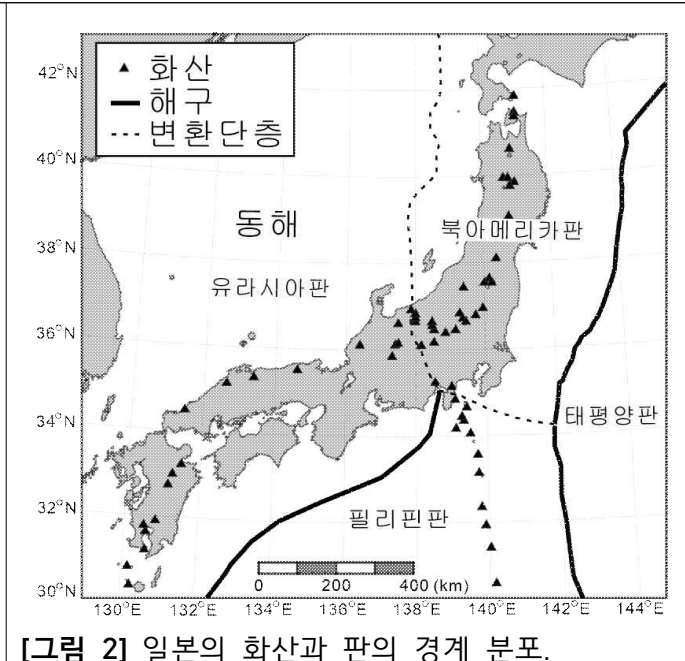 ▲ 화산
해구
변환단층
42°N
40°N
38°N
36°N
34°N
32°N
30°N
동해
북아메리카판
유라시아판
태평양판
필리핀판
0 200 400 (km)
130°E 132°E 134°E 136°E 138°E 140°E 142°E 144°E
[그림 2] 일본의 화산과 판의 경계 분포.